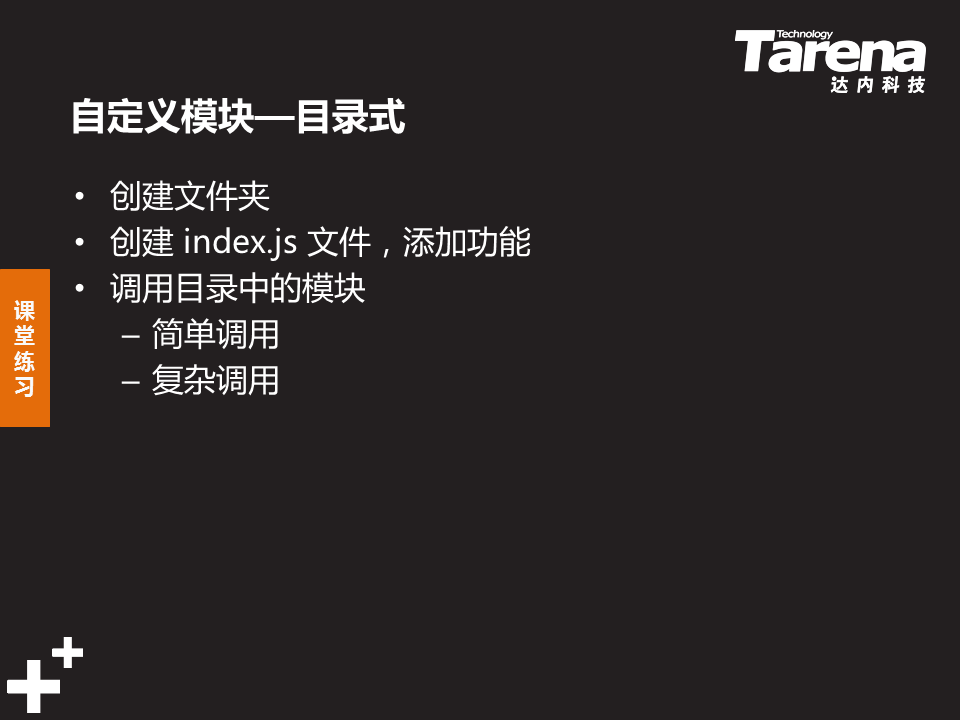 Technology
Tarena
达内科技
自定义模块—目录式
• 创建文件夹
• 创建 index.js 文件，添加功能
• 调用目录中的模块
– 简单调用
– 复杂调用
课
堂
练
习